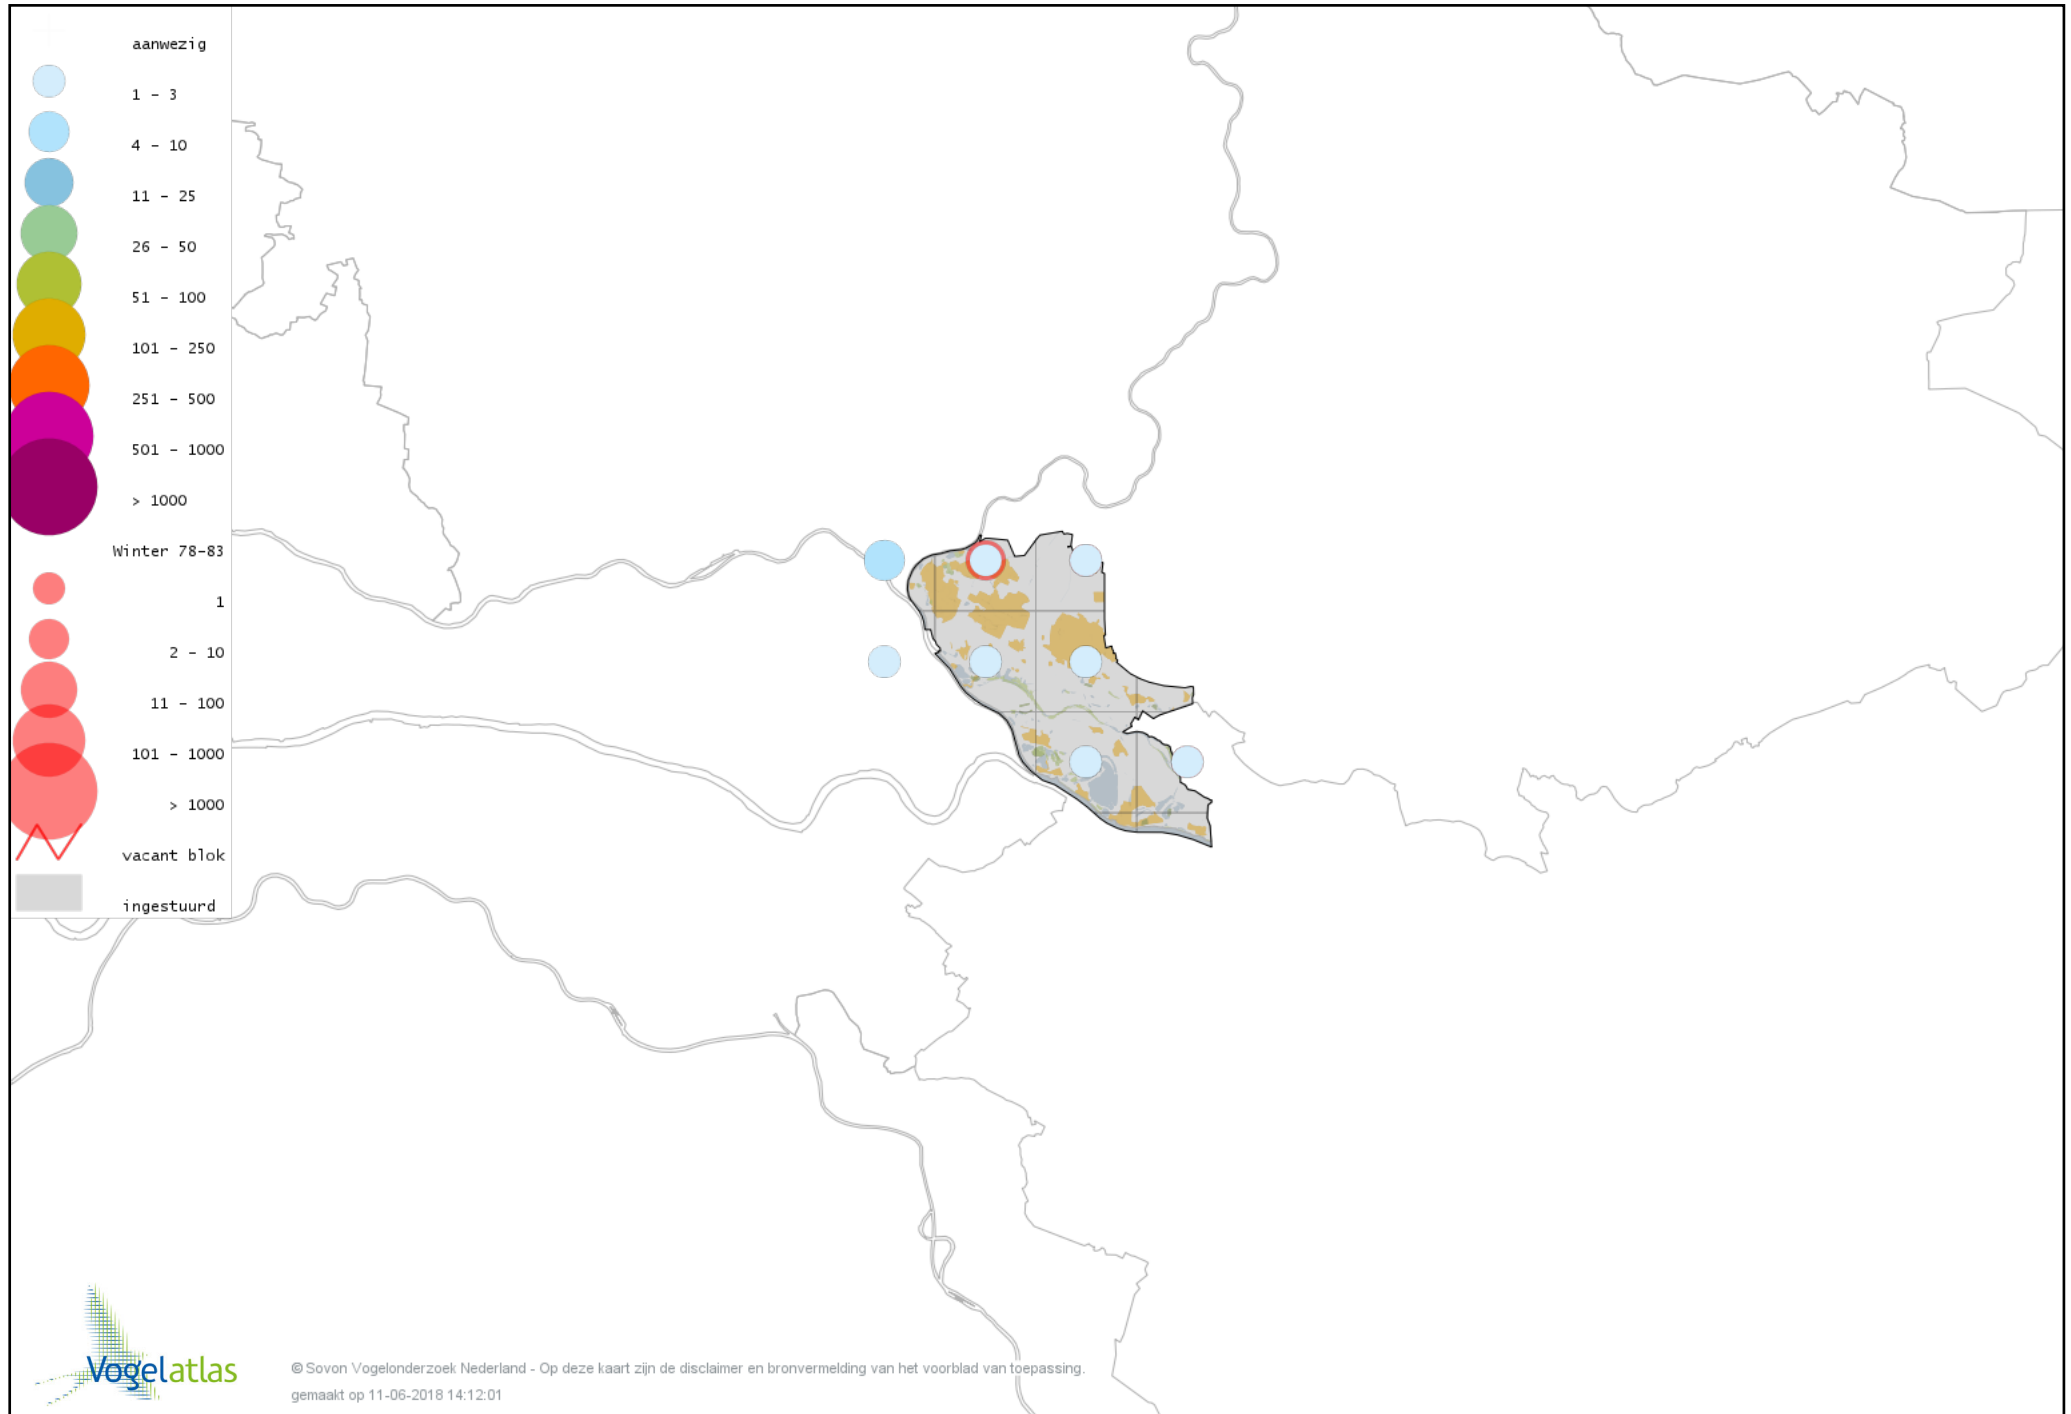 aanwezig
1 - 3
4 - 10
11 - 25
26 - 50
51 - 100
101 - 250
251 - 500
501 - 1000
> 1000
Winter 78-83
1
2 - 10
11 - 100
101 - 1000
> 1000
vacant blok
ingestuurd
Vogelatlas
© Sovon Vogelonderzoek Nederland - Op deze kaart zijn de disclaimer en bronvermelding van het voorblad van toepassing.
gemaakt op 11-06-2018 14:12:01